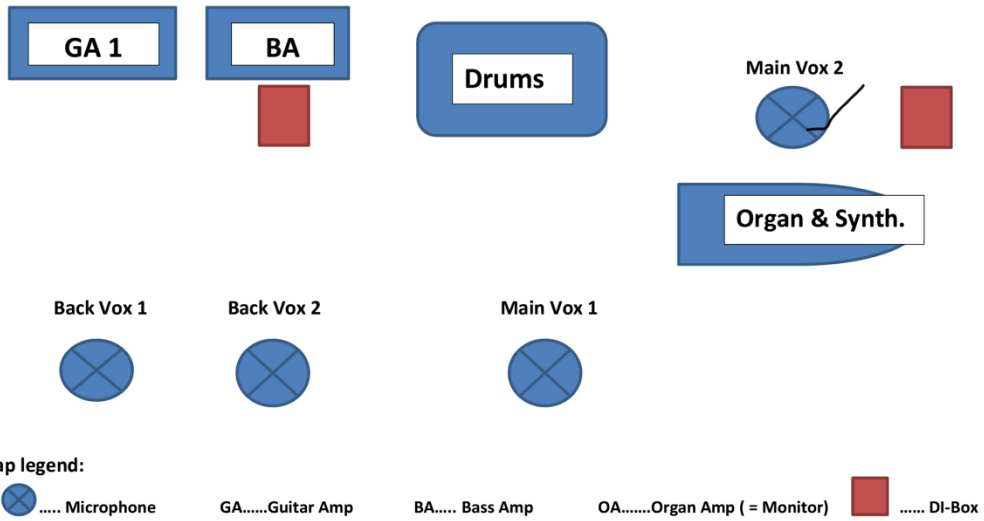 GA 1
BA
Drums
Main Vox 2
Organ & Synth.
Back Vox 1
Back Vox 2
Main Vox 1
ap legend:
..... Microphone
GA......Guitar Amp
BA..... Bass Amp
OA.......Organ Amp ( = Monitor)
...... DI-Box